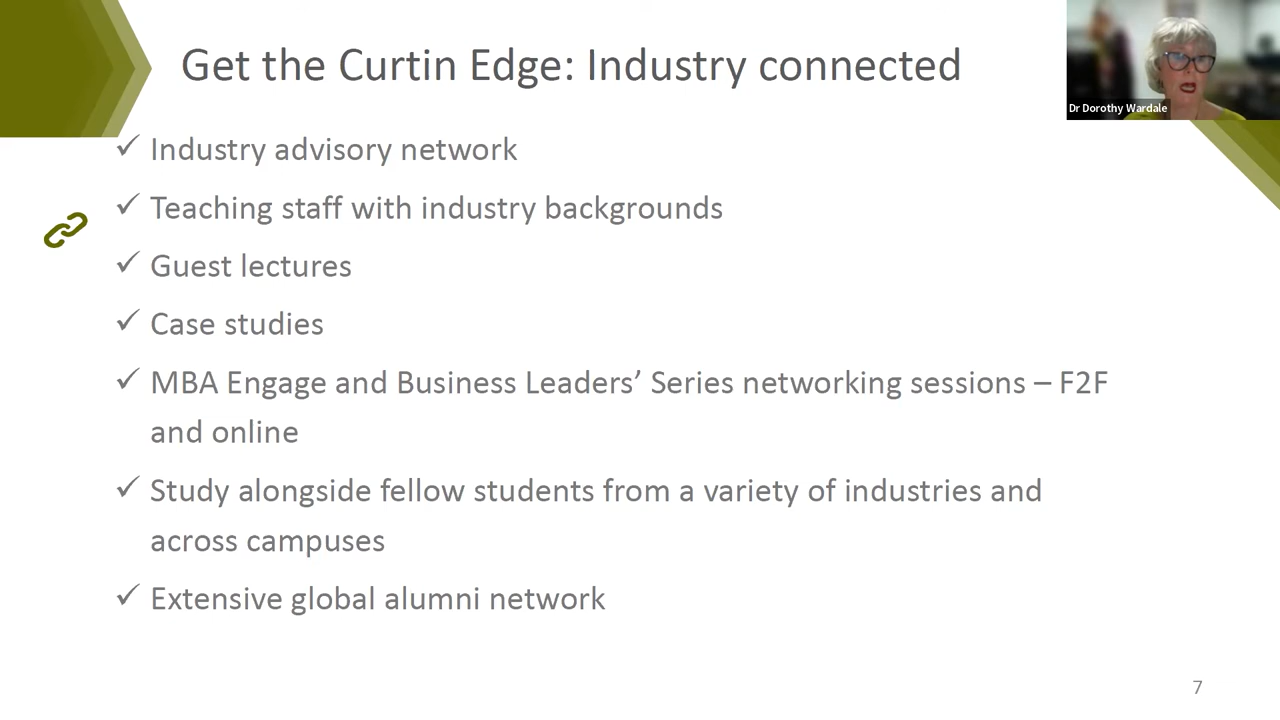 Get the Curtin Edge: Industry connected
Dr Dorothy Wardale
✓ Industry advisory network
✓ Teaching staff with industry backgrounds
✓ Guest lectures
✓ Case studies
✓ MBA Engage and Business Leaders’ Series networking sessions – F2F
and online
✓ Study alongside fellow students from a variety of industries and
across campuses
✓ Extensive global alumni network
7